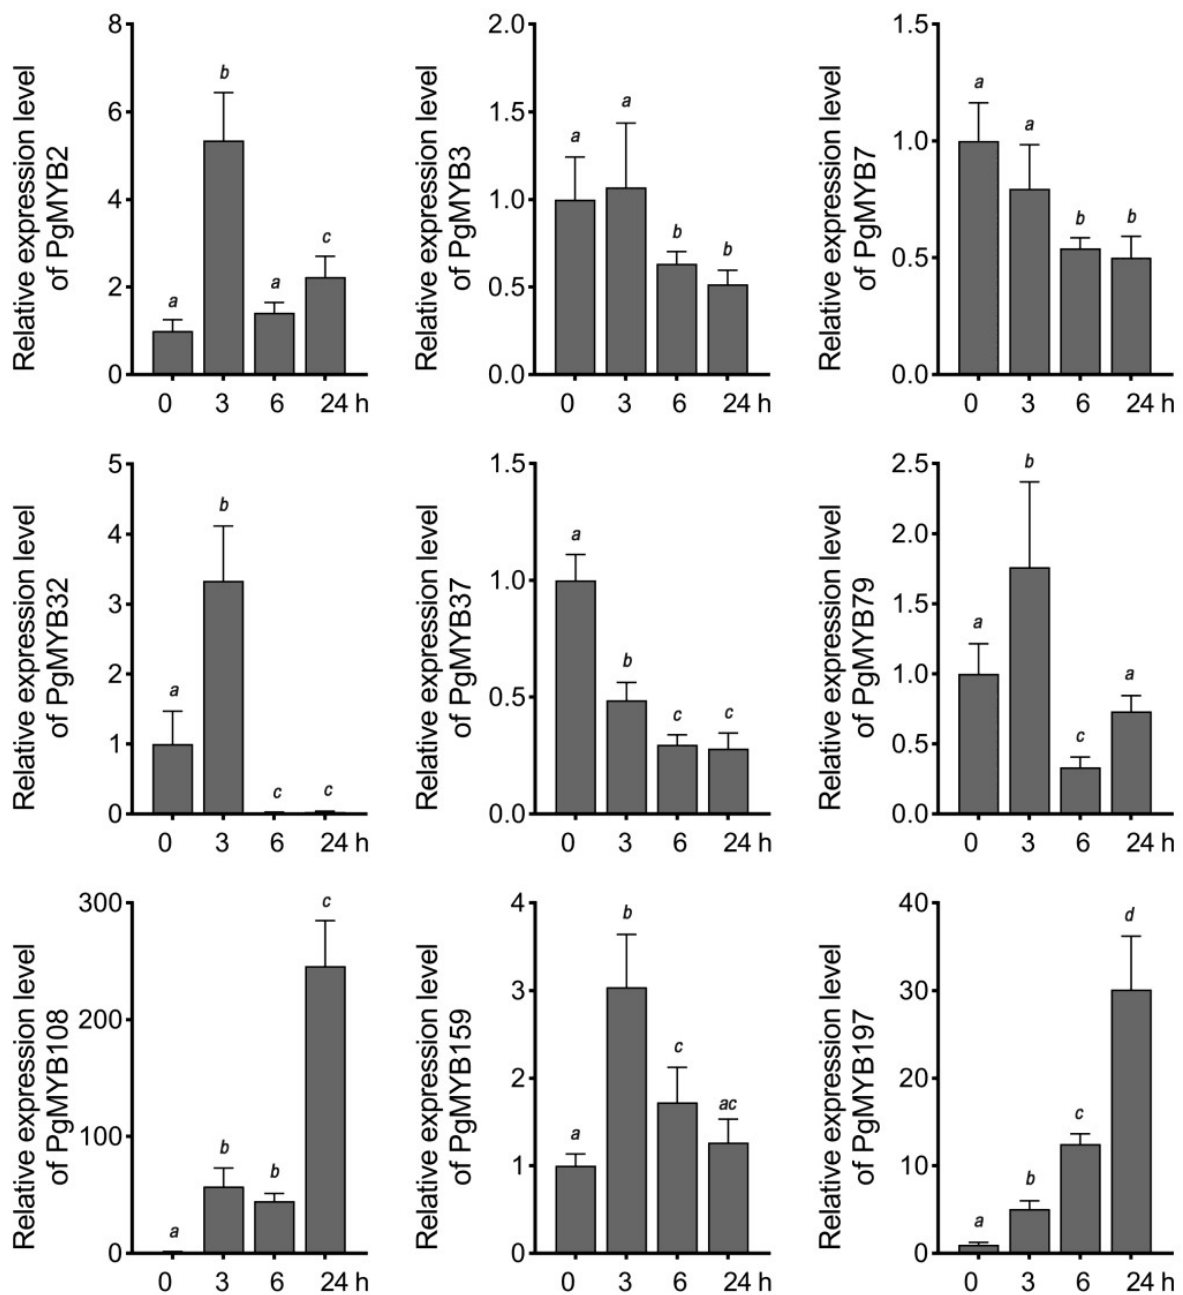 Relative expression level
of PgMYB2
8
6
4
2
0
b
c
a
a
0 3 6 24 h
Relative expression level
of PgMYB3
2.0
1.5
1.0
0.5
0.0
a
a
b
b
0 3 6 24 h
Relative expression level
of PgMYB7
1.5
1.0
0.5
0.0
a
a
b
b
0 3 6 24 h
Relative expression level
of PgMYB32
5
4
3
2
1
0
b
a
c
c
0 3 6 24 h
Relative expression level
of PgMYB37
1.5
1.0
0.5
0.0
a
b
c
c
0 3 6 24 h
Relative expression level
of PgMYB79
2.5
2.0
1.5
1.0
0.5
0.0
b
a
a
c
0 3 6 24 h
Relative expression level
of PgMYB108
300
200
100
0
c
b
b
a
0 3 6 24 h
Relative expression level
of PgMYB159
4
3
2
1
0
b
c
ac
a
0 3 6 24 h
Relative expression level
of PgMYB197
40
30
20
10
0
d
c
b
a
0 3 6 24 h